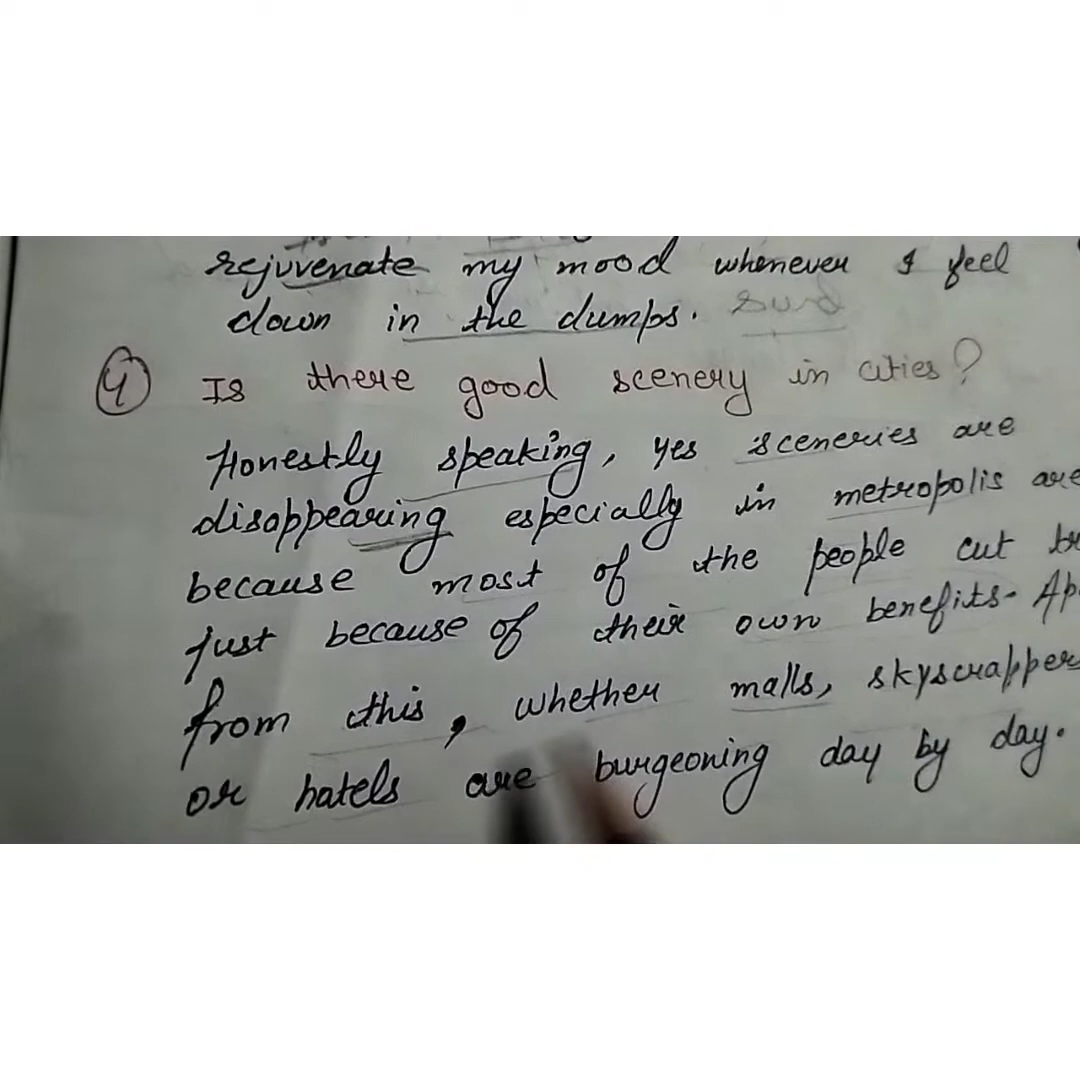 rejuvenate my mood whenever I feel
down in the dumps.
4 Is there good scenery in cities?
Honestly speaking, yes sceneries are
disappearing especially in metropolis are
because most of the people cut
just because of their own benefits.
from this, whether malls, skyscrapper
or hatels are burgeoning day by day.